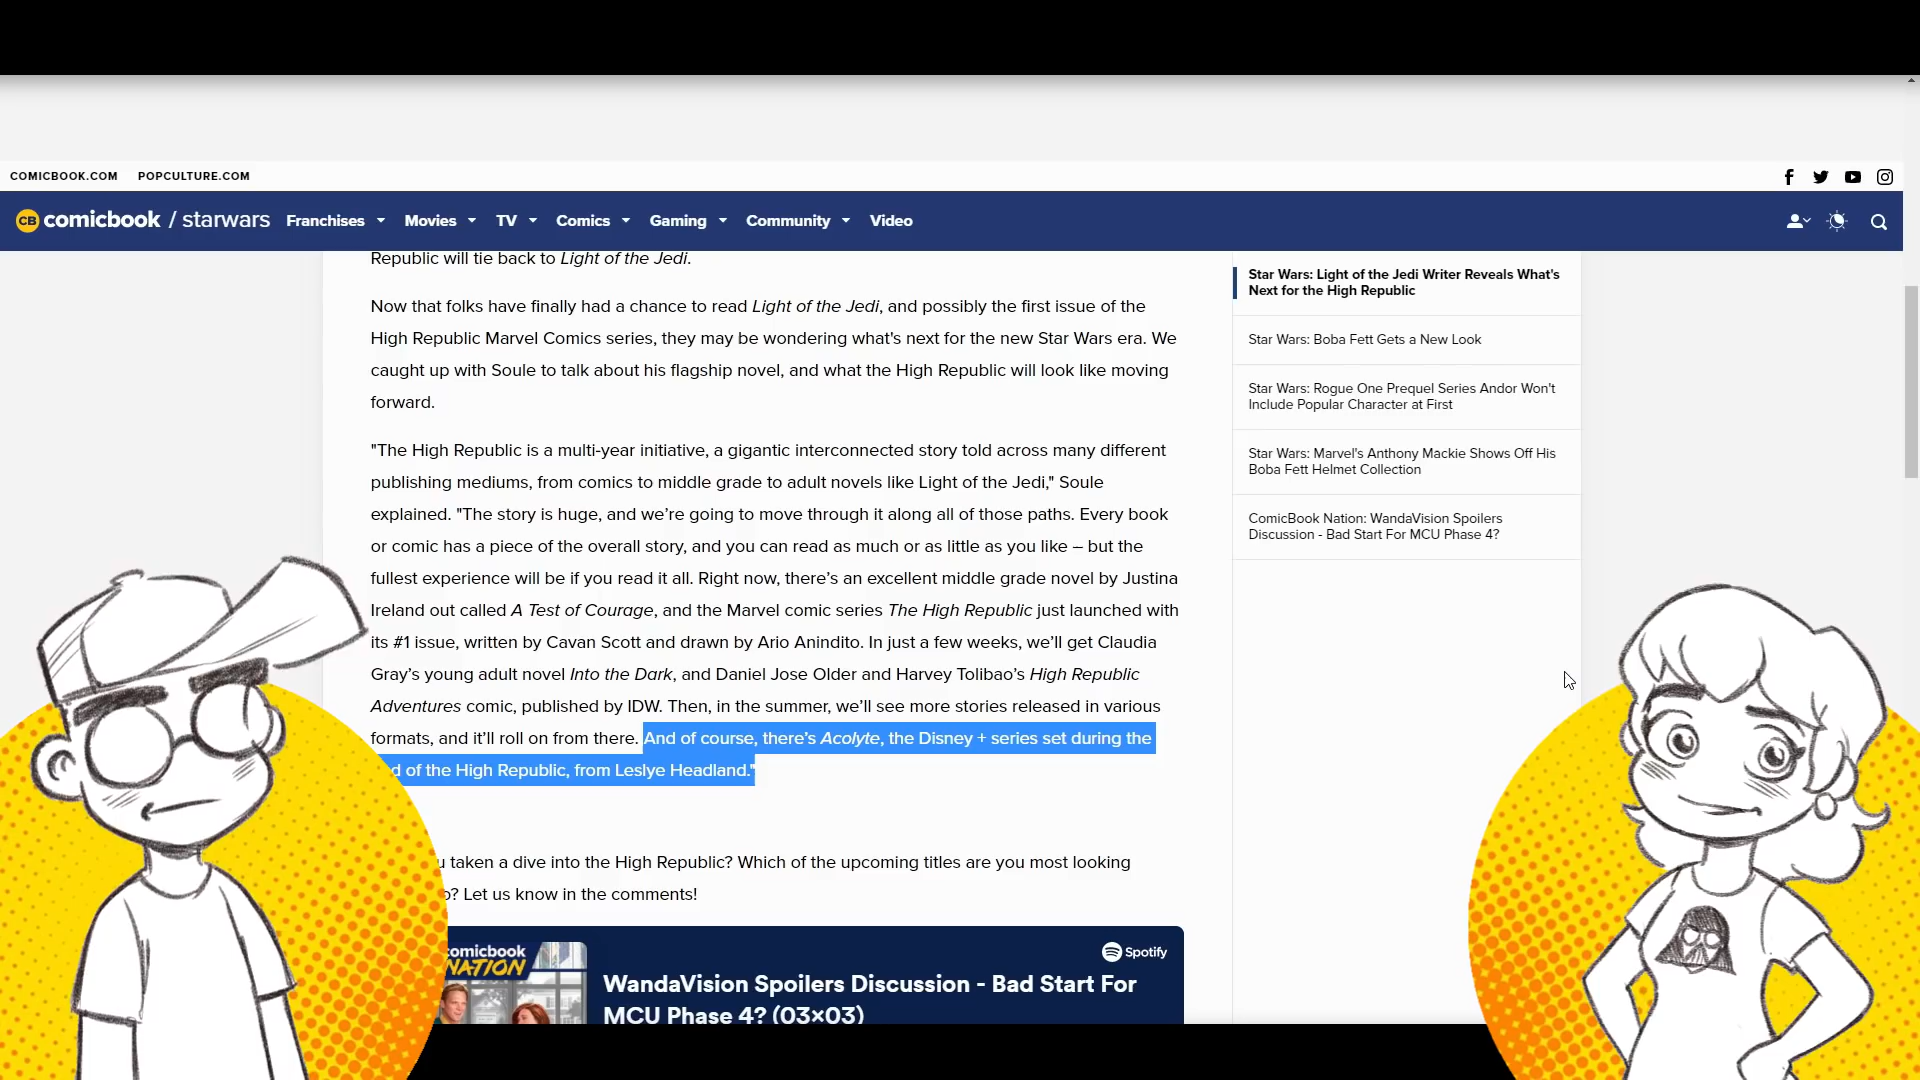 COMICBOOK.COM POPCULTURE.COM
CB comicbook / starwars Franchises Movies TV Comics Gaming Community Video
Republic will tie back to Light of the Jedi.
Now that folks have finally had a chance to read Light of the Jedi, and possibly the first issue of the
High Republic Marvel Comics series, they may be wondering what's next for the new Star Wars era. We
caught up with Soule to talk about his flagship novel, and what the High Republic will look like moving
forward.
"The High Republic is a multi-year initiative, a gigantic interconnected story told across many different
publishing mediums, from comics to middle grade to adult novels like Light of the Jedi," Soule
explained. "The story is huge, and we're going to move through it along all of those paths. Every book
or comic has a piece of the overall story, and you can read as much or as little as you like – but the
fullest experience will be if you read it all. Right now, there's an excellent middle grade novel by Justina
Ireland out called A Test of Courage, and the Marvel comic series The High Republic just launched with
its #1 issue, written by Cavan Scott and drawn by Ario Anindito. In just a few weeks, we'll get Claudia
Gray's young adult novel Into the Dark, and Daniel Jose Older and Harvey Tolibao's High Republic
Adventures comic, published by IDW. Then, in the summer, we'll see more stories released in various
formats, and it'll roll on from there. And of course, there's Acolyte, the Disney + series set during the
of the High Republic, from Leslye Headland."
taken a dive into the High Republic? Which of the upcoming titles are you most looking
? Let us know in the comments!
comicbook
NATION
Spotify
WandaVision Spoilers Discussion - Bad Start For
MCU Phase 4? (03x03)
Star Wars: Light of the Jedi Writer Reveals What's
Next for the High Republic
Star Wars: Boba Fett Gets a New Look
Star Wars: Rogue One Prequel Series Andor Won't
Include Popular Character at First
Star Wars: Marvel's Anthony Mackie Shows Off His
Boba Fett Helmet Collection
ComicBook Nation: WandaVision Spoilers
Discussion - Bad Start For MCU Phase 4?